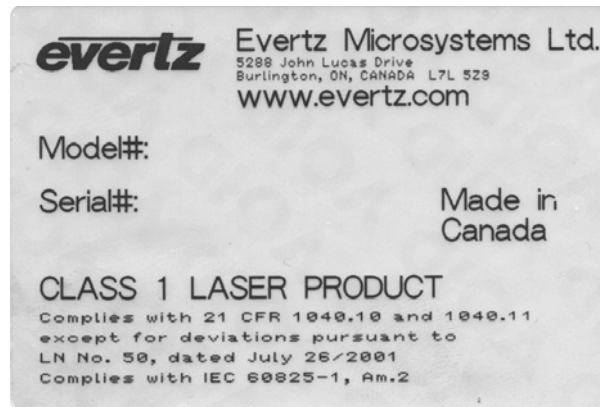 evertz
Evertz Microsystems Ltd.
5288 John Lucas Drive
Burlington, ON, CANADA L7L 5Z9
www.evertz.com
Model#:
Serial#:
Made in
Canada
CLASS 1 LASER PRODUCT
Complies with 21 CFR 1040.10 and 1040.11
except for deviations pursuant to
LN No. 50, dated July 26/2001
Complies with IEC 60825-1, Am.2